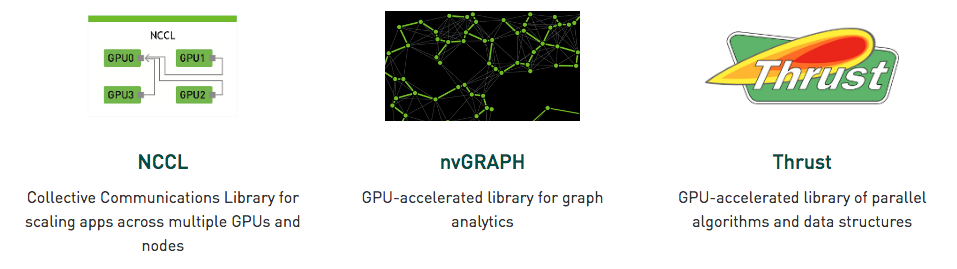 NCCL
GPU0
GPU1
GPU3
GPU2
Thrust
NCCL
Collective Communications Library for
scaling apps across multiple GPUs and
nodes
nvGRAPH
GPU-accelerated library for graph
analytics
Thrust
GPU-accelerated library of parallel
algorithms and data structures